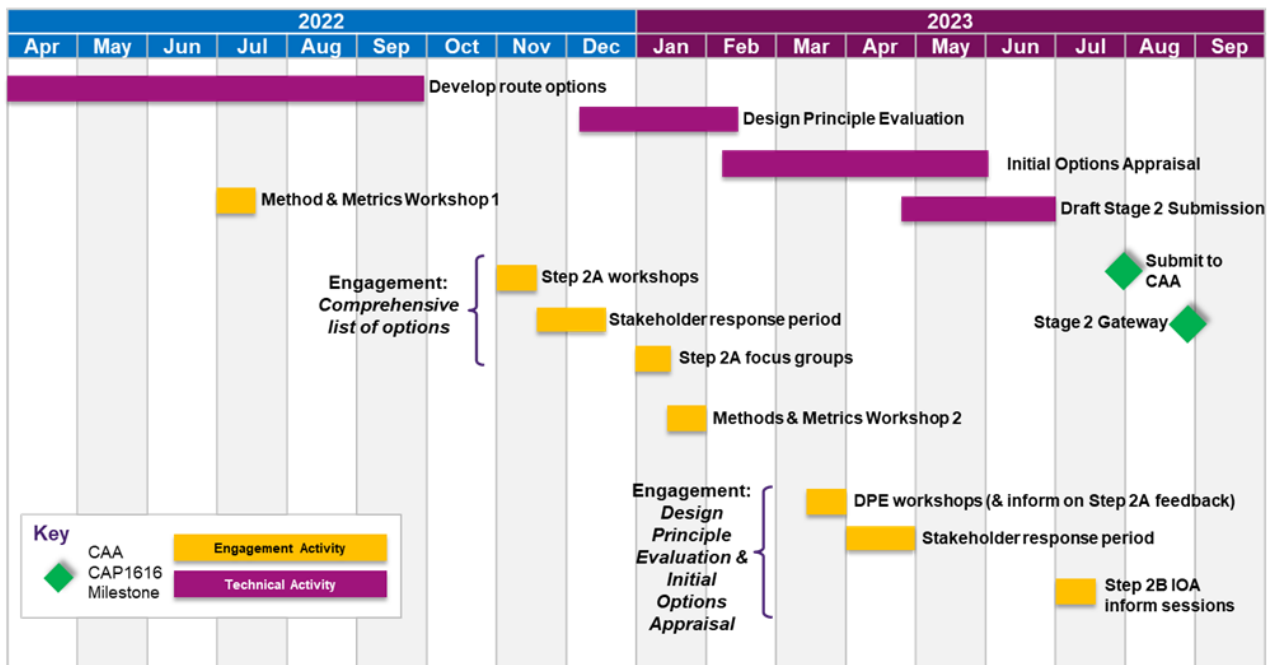 2022
2023
Apr May Jun Jul Aug Sep Oct Nov Dec Jan Feb Mar Apr May Jun Jul Aug Sep
Develop route options
Design Principle Evaluation
Initial Options Appraisal
Method & Metrics Workshop 1
Draft Stage 2 Submission
Engagement:
Comprehensive
list of options
Step 2A workshops
Stakeholder response period
Step 2A focus groups
Submit to
CAA
Stage 2 Gateway
Methods & Metrics Workshop 2
Engagement:
Design
Principle
Evaluation &
Initial
Options
Appraisal
DPE workshops (& inform on Step 2A feedback)
Stakeholder response period
Step 2B IOA
inform sessions
Key
CAA
CAP1616
Milestone
Engagement Activity
Technical Activity